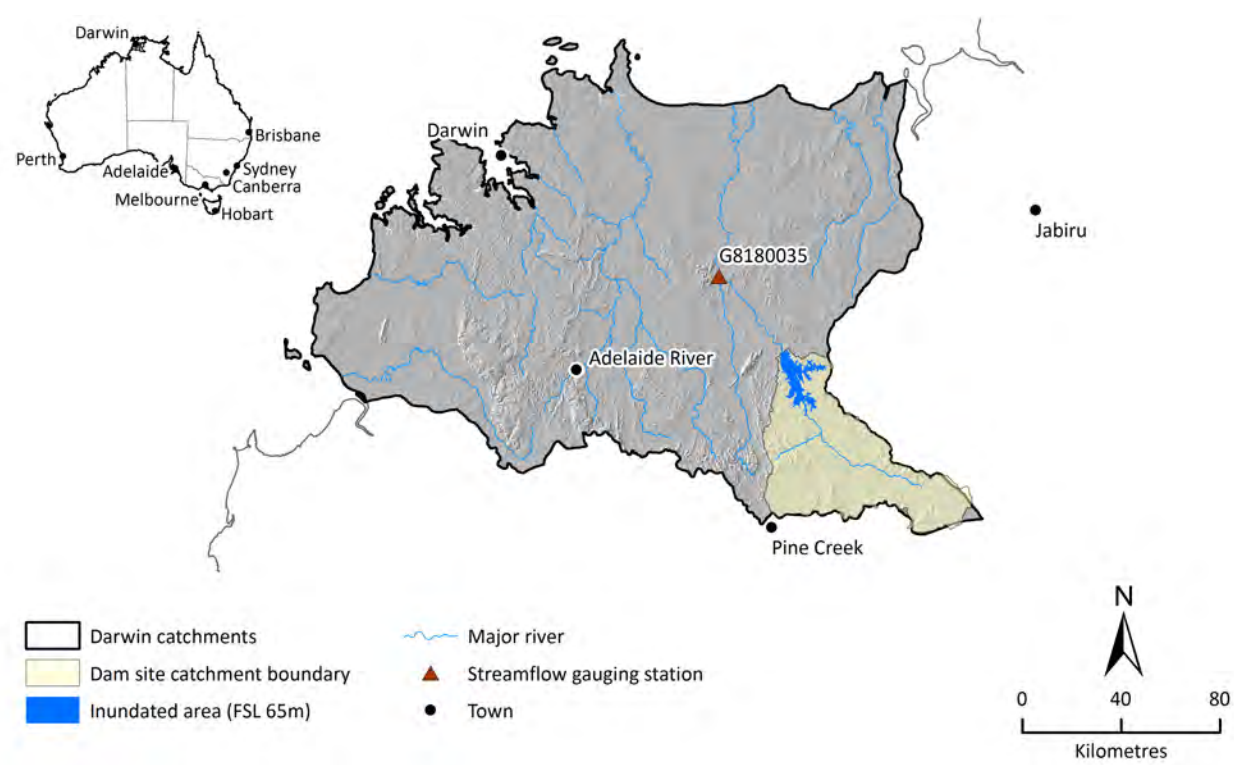 Darwin
Brisbane
Perth
Adelaide
Sydney
Canberra
Melbourne
Hobart
Darwin
Jabiru
G8180035
Adelaide River
Pine Creek
Darwin catchments
Dam site catchment boundary
Inundated area (FSL 65m)
Major river
Streamflow gauging station
Town
N
0 40 80
Kilometres